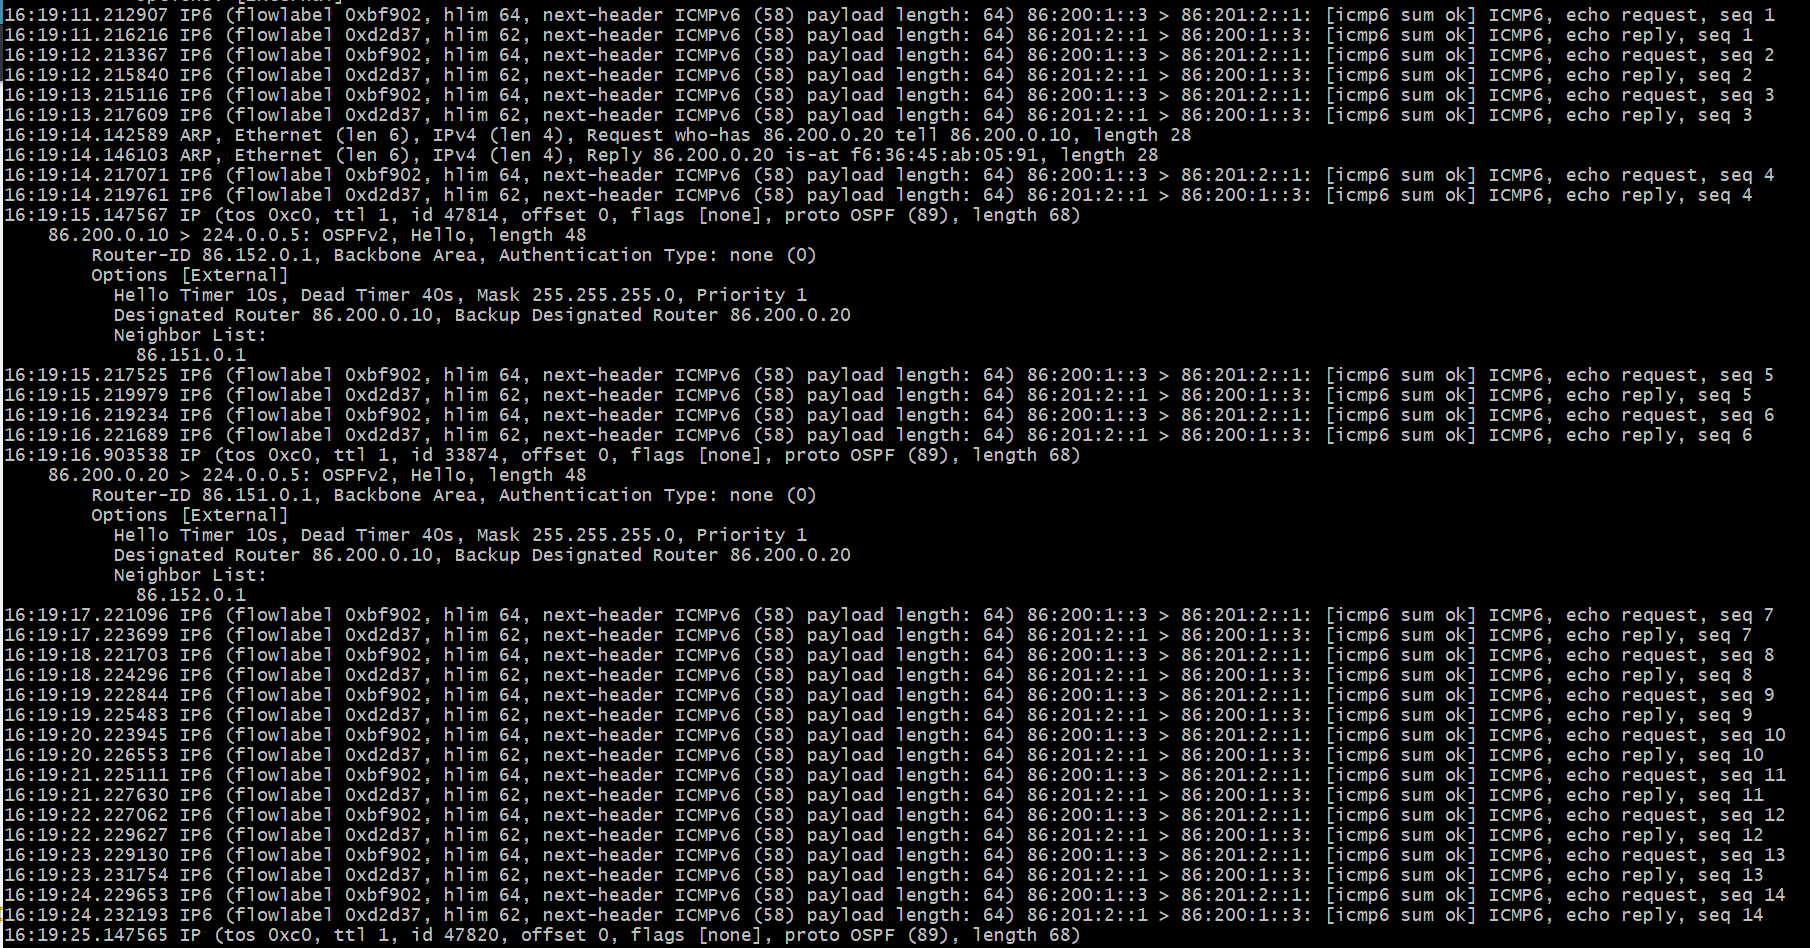 16:19:11.212907 IP6 (flowlabel 0xbf902, hlim 64, next-header ICMPv6 (58) payload length: 64) 86:200:1::3 > 86:201:2::1: [icmp6 sum ok] ICMP6, echo request, seq 1
16:19:11.216216 IP6 (flowlabel 0xd2d37, hlim 62, next-header ICMPv6 (58) payload length: 64) 86:201:2::1 > 86:200:1::3: [icmp6 sum ok] ICMP6, echo reply, seq 1
16:19:12.213367 IP6 (flowlabel 0xbf902, hlim 64, next-header ICMPv6 (58) payload length: 64) 86:200:1::3 > 86:201:2::1: [icmp6 sum ok] ICMP6, echo request, seq 2
16:19:12.215840 IP6 (flowlabel 0xd2d37, hlim 62, next-header ICMPv6 (58) payload length: 64) 86:201:2::1 > 86:200:1::3: [icmp6 sum ok] ICMP6, echo reply, seq 2
16:19:13.215116 IP6 (flowlabel 0xbf902, hlim 64, next-header ICMPv6 (58) payload length: 64) 86:200:1::3 > 86:201:2::1: [icmp6 sum ok] ICMP6, echo request, seq 3
16:19:13.217609 IP6 (flowlabel 0xd2d37, hlim 62, next-header ICMPv6 (58) payload length: 64) 86:201:2::1 > 86:200:1::3: [icmp6 sum ok] ICMP6, echo reply, seq 3
16:19:14.142589 ARP, Ethernet (len 6), IPv4 (len 4), Request who-has 86.200.0.20 tell 86.200.0.10, length 28
16:19:14.146103 ARP, Ethernet (len 6), IPv4 (len 4), Reply 86.200.0.20 is-at f6:36:45:ab:05:91, length 28
16:19:14.217071 IP6 (flowlabel 0xbf902, hlim 64, next-header ICMPv6 (58) payload length: 64) 86:200:1::3 > 86:201:2::1: [icmp6 sum ok] ICMP6, echo request, seq 4
16:19:14.219761 IP6 (flowlabel 0xd2d37, hlim 62, next-header ICMPv6 (58) payload length: 64) 86:201:2::1 > 86:200:1::3: [icmp6 sum ok] ICMP6, echo reply, seq 4
16:19:15.147567 IP (tos 0xc0, ttl 1, id 47814, offset 0, flags [none], proto OSPF (89), length 68)
86.200.0.10 > 224.0.0.5: OSPFv2, Hello, length 48
Router-ID 86.152.0.1, Backbone Area, Authentication Type: none (0)
Options [External]
Hello Timer 10s, Dead Timer 40s, Mask 255.255.255.0, Priority 1
Designated Router 86.200.0.10, Backup Designated Router 86.200.0.20
Neighbor List:
86.151.0.1
16:19:15.217525 IP6 (flowlabel 0xbf902, hlim 64, next-header ICMPv6 (58) payload length: 64) 86:200:1::3 > 86:201:2::1: [icmp6 sum ok] ICMP6, echo request, seq 5
16:19:15.219979 IP6 (flowlabel 0xd2d37, hlim 62, next-header ICMPv6 (58) payload length: 64) 86:201:2::1 > 86:200:1::3: [icmp6 sum ok] ICMP6, echo reply, seq 5
16:19:16.219234 IP6 (flowlabel 0xbf902, hlim 64, next-header ICMPv6 (58) payload length: 64) 86:200:1::3 > 86:201:2::1: [icmp6 sum ok] ICMP6, echo request, seq 6
16:19:16.221689 IP6 (flowlabel 0xd2d37, hlim 62, next-header ICMPv6 (58) payload length: 64) 86:201:2::1 > 86:200:1::3: [icmp6 sum ok] ICMP6, echo reply, seq 6
16:19:16.903538 IP (tos 0xc0, ttl 1, id 33874, offset 0, flags [none], proto OSPF (89), length 68)
86.200.0.20 > 224.0.0.5: OSPFv2, Hello, length 48
Router-ID 86.151.0.1, Backbone Area, Authentication Type: none (0)
Options [External]
Hello Timer 10s, Dead Timer 40s, Mask 255.255.255.0, Priority 1
Designated Router 86.200.0.10, Backup Designated Router 86.200.0.20
Neighbor List:
86.152.0.1
16:19:17.221096 IP6 (flowlabel 0xbf902, hlim 64, next-header ICMPv6 (58) payload length: 64) 86:200:1::3 > 86:201:2::1: [icmp6 sum ok] ICMP6, echo request, seq 7
16:19:17.223699 IP6 (flowlabel 0xd2d37, hlim 62, next-header ICMPv6 (58) payload length: 64) 86:201:2::1 > 86:200:1::3: [icmp6 sum ok] ICMP6, echo reply, seq 7
16:19:18.221703 IP6 (flowlabel 0xbf902, hlim 64, next-header ICMPv6 (58) payload length: 64) 86:200:1::3 > 86:201:2::1: [icmp6 sum ok] ICMP6, echo request, seq 8
16:19:18.224296 IP6 (flowlabel 0xd2d37, hlim 62, next-header ICMPv6 (58) payload length: 64) 86:201:2::1 > 86:200:1::3: [icmp6 sum ok] ICMP6, echo reply, seq 8
16:19:19.222844 IP6 (flowlabel 0xbf902, hlim 64, next-header ICMPv6 (58) payload length: 64) 86:200:1::3 > 86:201:2::1: [icmp6 sum ok] ICMP6, echo request, seq 9
16:19:19.225483 IP6 (flowlabel 0xd2d37, hlim 62, next-header ICMPv6 (58) payload length: 64) 86:201:2::1 > 86:200:1::3: [icmp6 sum ok] ICMP6, echo reply, seq 9
16:19:20.223945 IP6 (flowlabel 0xbf902, hlim 64, next-header ICMPv6 (58) payload length: 64) 86:200:1::3 > 86:201:2::1: [icmp6 sum ok] ICMP6, echo request, seq 10
16:19:20.226553 IP6 (flowlabel 0xd2d37, hlim 62, next-header ICMPv6 (58) payload length: 64) 86:201:2::1 > 86:200:1::3: [icmp6 sum ok] ICMP6, echo reply, seq 10
16:19:21.225111 IP6 (flowlabel 0xbf902, hlim 64, next-header ICMPv6 (58) payload length: 64) 86:200:1::3 > 86:201:2::1: [icmp6 sum ok] ICMP6, echo request, seq 11
16:19:21.227630 IP6 (flowlabel 0xd2d37, hlim 62, next-header ICMPv6 (58) payload length: 64) 86:201:2::1 > 86:200:1::3: [icmp6 sum ok] ICMP6, echo reply, seq 11
16:19:22.227062 IP6 (flowlabel 0xbf902, hlim 64, next-header ICMPv6 (58) payload length: 64) 86:200:1::3 > 86:201:2::1: [icmp6 sum ok] ICMP6, echo request, seq 12
16:19:22.229627 IP6 (flowlabel 0xd2d37, hlim 62, next-header ICMPv6 (58) payload length: 64) 86:201:2::1 > 86:200:1::3: [icmp6 sum ok] ICMP6, echo reply, seq 12
16:19:23.229130 IP6 (flowlabel 0xbf902, hlim 64, next-header ICMPv6 (58) payload length: 64) 86:200:1::3 > 86:201:2::1: [icmp6 sum ok] ICMP6, echo request, seq 13
16:19:23.231754 IP6 (flowlabel 0xd2d37, hlim 62, next-header ICMPv6 (58) payload length: 64) 86:201:2::1 > 86:200:1::3: [icmp6 sum ok] ICMP6, echo reply, seq 13
16:19:24.229653 IP6 (flowlabel 0xbf902, hlim 64, next-header ICMPv6 (58) payload length: 64) 86:200:1::3 > 86:201:2::1: [icmp6 sum ok] ICMP6, echo request, seq 14
16:19:24.232193 IP6 (flowlabel 0xd2d37, hlim 62, next-header ICMPv6 (58) payload length: 64) 86:201:2::1 > 86:200:1::3: [icmp6 sum ok] ICMP6, echo reply, seq 14
16:19:25.147565 IP (tos 0xc0, ttl 1, id 47820, offset 0, flags [none], proto OSPF (89), length 68)